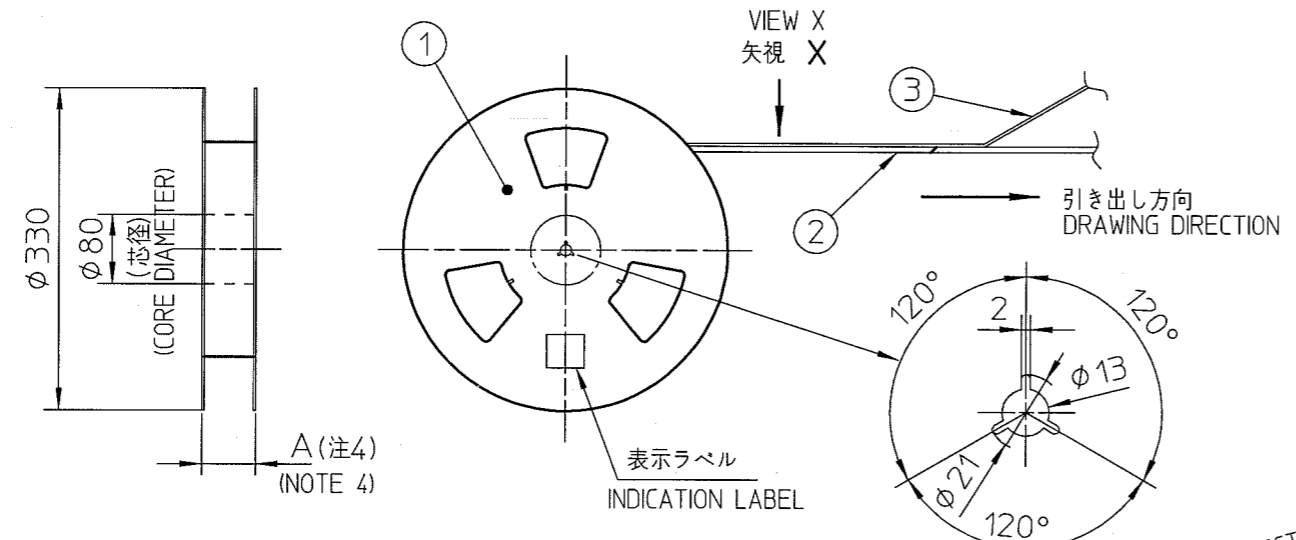 VIEW X
矢視 X
1
3
2
引き出し方向
DRAWING DIRECTION
φ330
φ80
(芯径)
(CORE DIAMETER)
A(注4)
(NOTE 4)
表示ラベル
INDICATION LABEL
120°
120°
2
φ13
φ21
120°